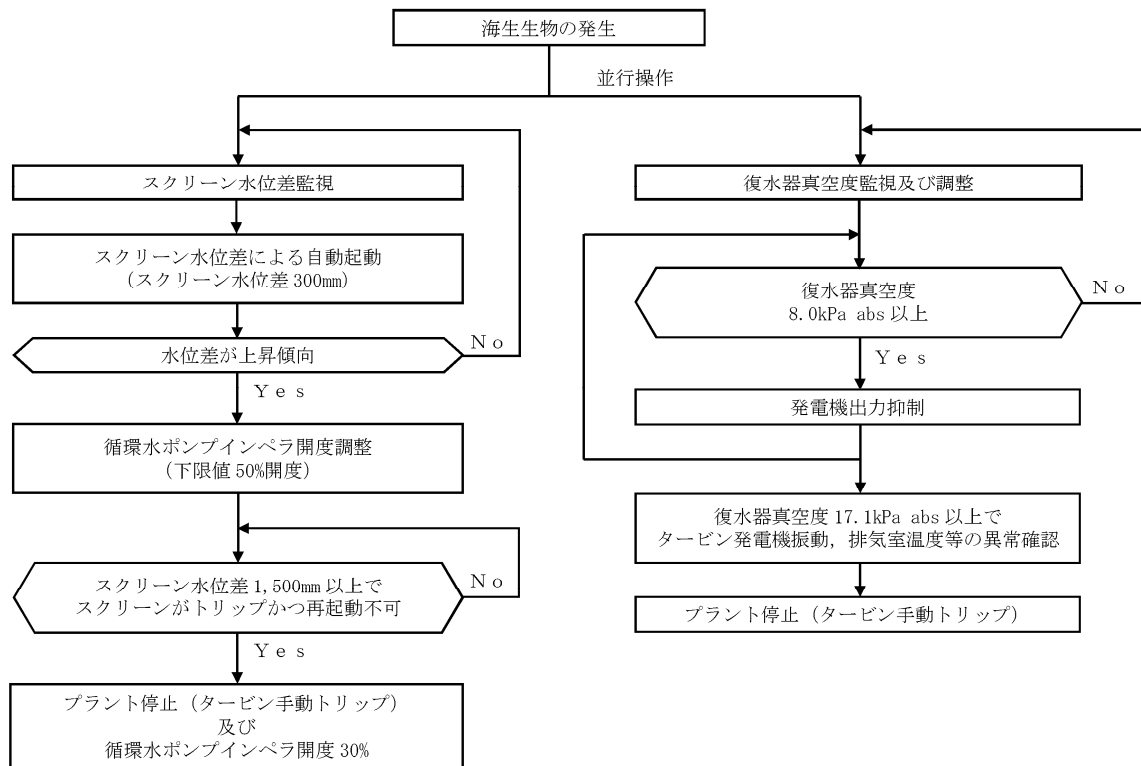 海生生物の発生
並行操作
スクリーン水位差監視
スクリーン水位差による自動起動
(スクリーン水位差 300mm)
水位差が上昇傾向
No
Yes
循環水ポンプインペラ開度調整
(下限値 50%開度)
スクリーン水位差 1,500mm 以上で
スクリーンがトリップかつ再起動不可
No
Yes
プラント停止(タービン手動トリップ)
及び
循環水ポンプインペラ開度 30%
復水器真空度監視及び調整
復水器真空度
8.0kPa abs 以上
No
Yes
発電機出力抑制
復水器真空度 17.1kPa abs 以上で
タービン発電機振動,排気室温度等の異常確認
プラント停止(タービン手動トリップ)